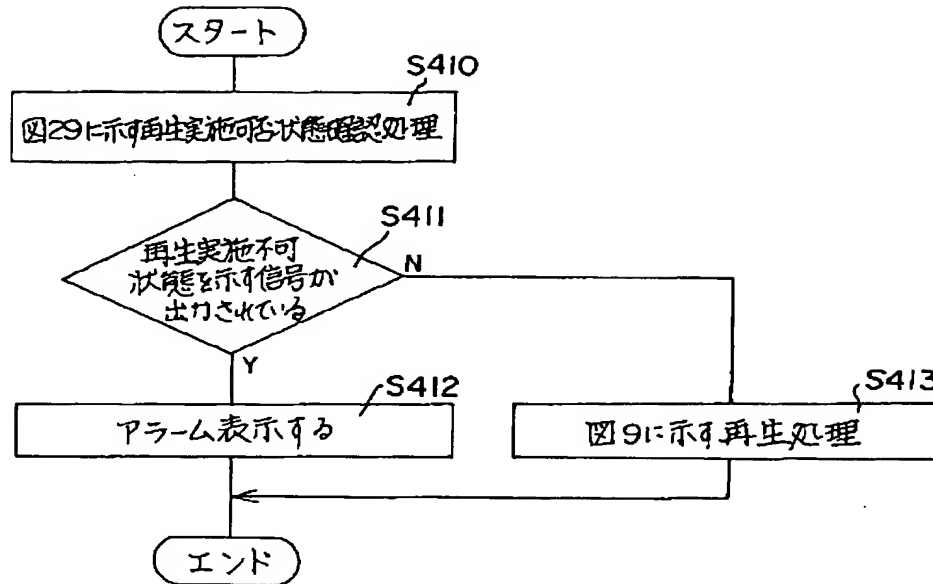 スタート
S410
図29に示す再生実施可否状態確認処理
S411
再生実施不可
状態を示す信号が
出力されている
N
Y
S412
アラーム表示する
S413
図9に示す再生処理
エンド